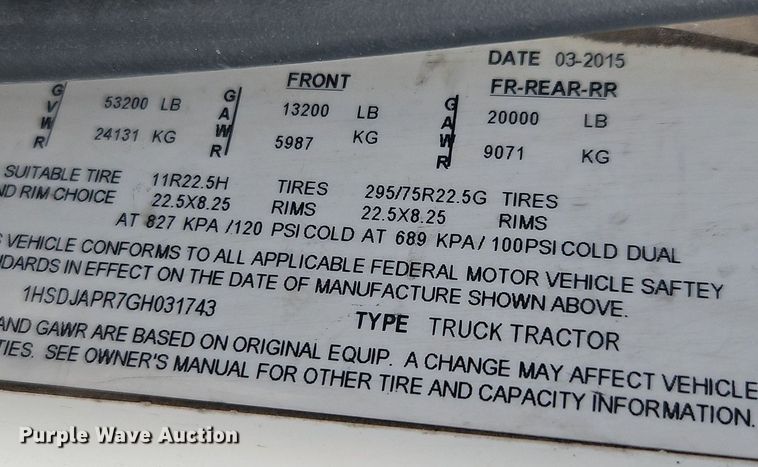 DATE 03-2015
GVWR 53200 LB GAWR FRONT 13200 LB GAWR FR-REAR-RR 20000 LB
24131 KG 5987 KG 9071 KG
SUITABLE TIRE 11R22.5H TIRES 295/75R22.5G TIRES
RIM CHOICE 22.5X8.25 RIMS 22.5X8.25 RIMS
AT 827 KPA /120 PSI COLD AT 689 KPA/ 100PSI COLD DUAL
VEHICLE CONFORMS TO ALL APPLICABLE FEDERAL MOTOR VEHICLE SAFTEY
IN EFFECT ON THE DATE OF MANUFACTURE SHOWN ABOVE.
1HSDJAPR7GH031743 TYPE TRUCK TRACTOR
AND GAWR ARE BASED ON ORIGINAL EQUIP. A CHANGE MAY AFFECT VEHICLE
TIES. SEE OWNER'S MANUAL FOR OTHER TIRE AND CAPACITY INFORMATION.
Purple Wave Auction